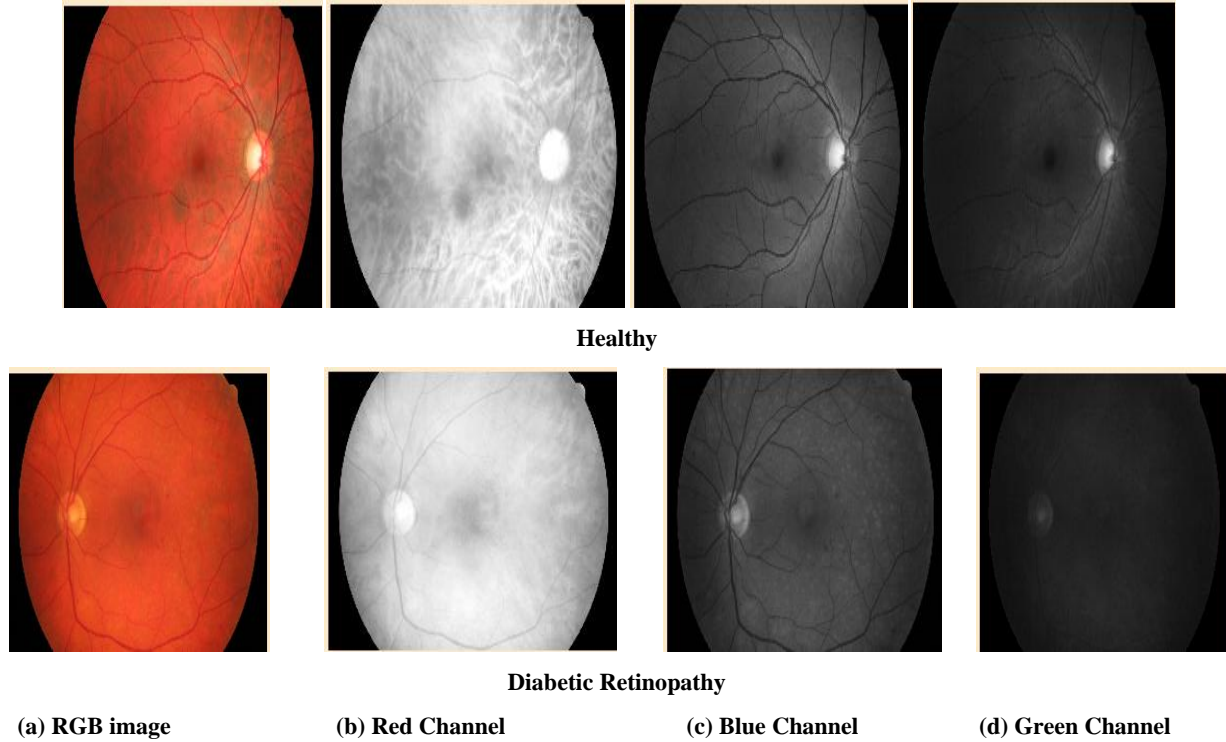 Healthy
Diabetic Retinopathy
(a) RGB image (b) Red Channel (c) Blue Channel (d) Green Channel